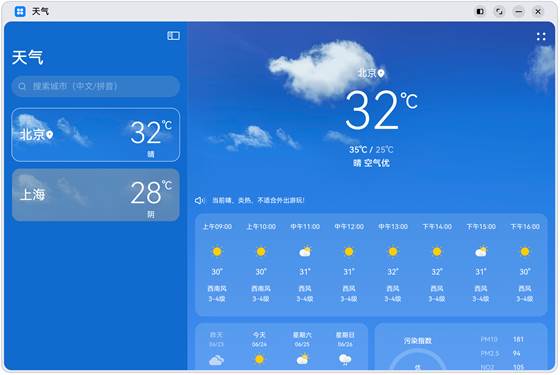 天气
天气
搜索城市（中文/拼音）
北京
32℃
晴
上海
28℃
阴
北京
32℃
35℃ / 25℃
晴 空气优
当前晴，炎热，不适合外出游玩!
上午09:00 上午10:00 中午11:00 中午12:00 中午13:00 下午14:00 下午15:00 下午16:00
30° 30° 31° 31° 32° 32° 31° 30°
西南风 西南风 西风 西风 西风 西风 西风 西风
3-4级 3-4级 3-4级 3-4级 3-4级 3-4级 3-4级 3-4级
昨天 今天 星期六 星期日
06/23 06/24 06/25 06/26
污染指数
优
PM10 181
PM2.5 94
NO2 105